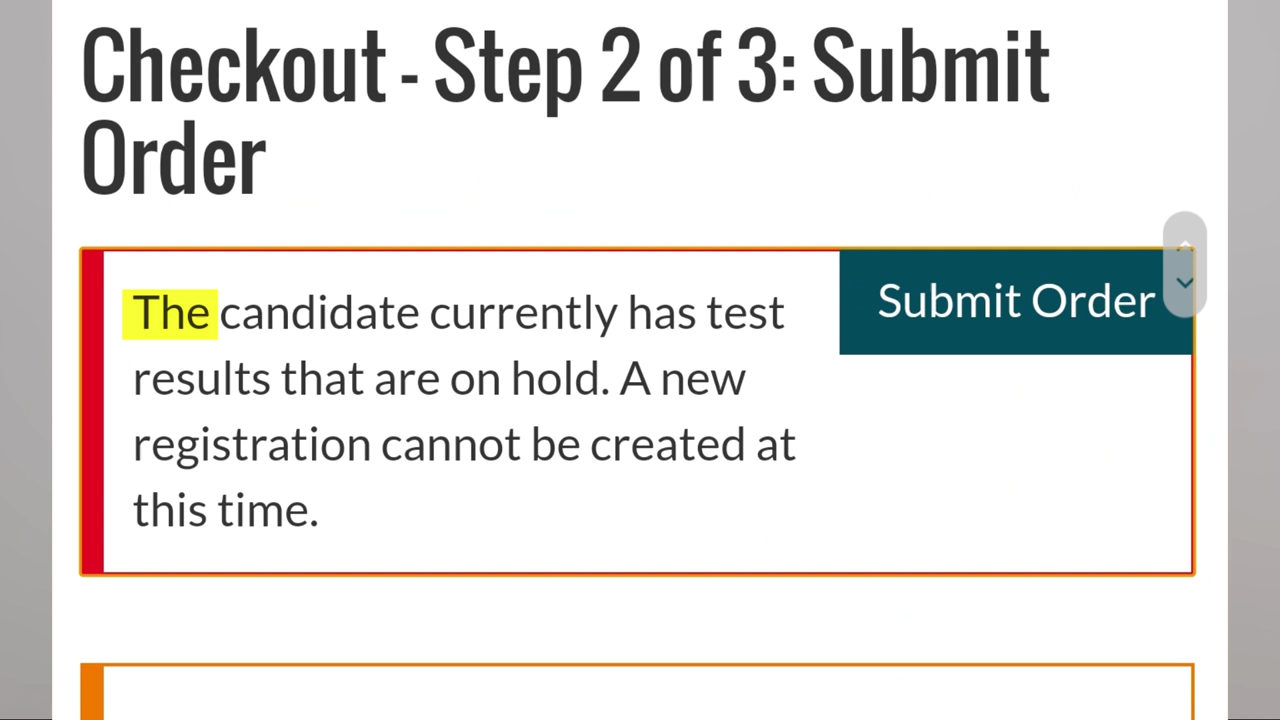 Checkout - Step 2 of 3: Submit
Order
The candidate currently has test
results that are on hold. A new
registration cannot be created at
this time.
Submit Order